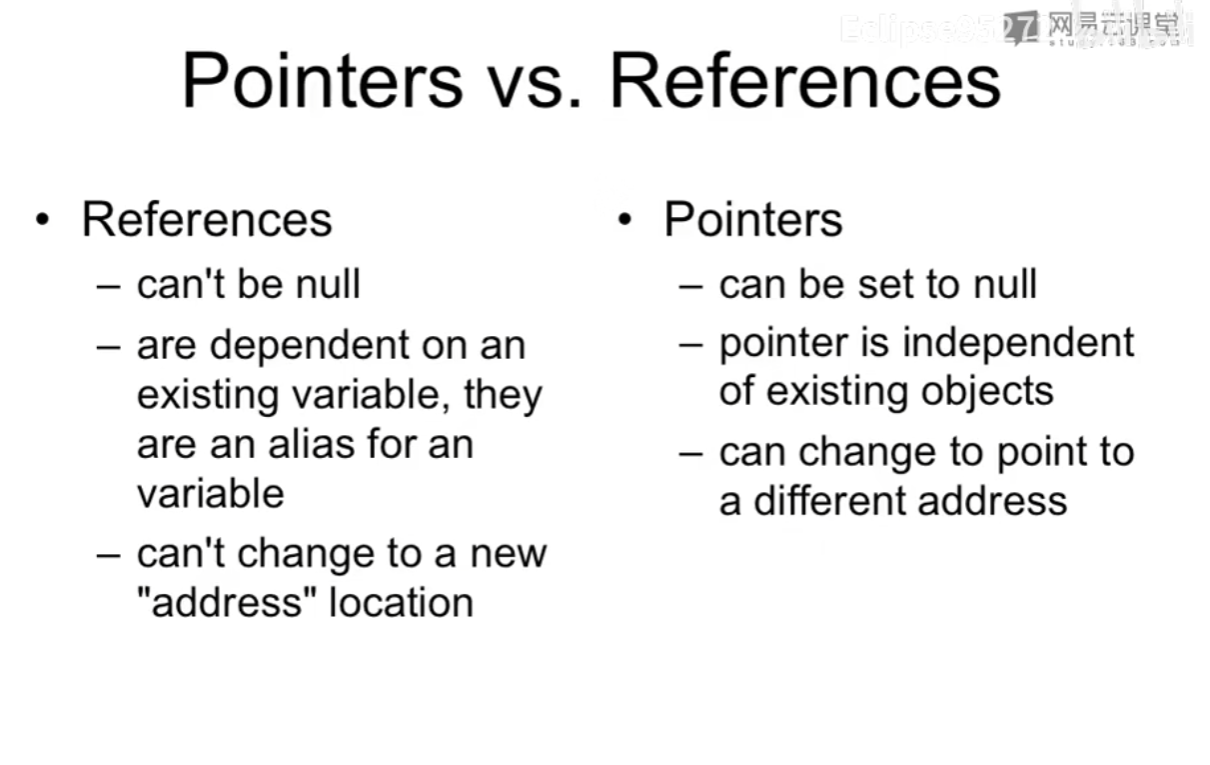 Eclipse9527
网易云课堂
study.163.com
Pointers vs. References
• References
– can't be null
– are dependent on an
existing variable, they
are an alias for an
variable
– can't change to a new
"address" location
• Pointers
– can be set to null
– pointer is independent
of existing objects
– can change to point to
a different address